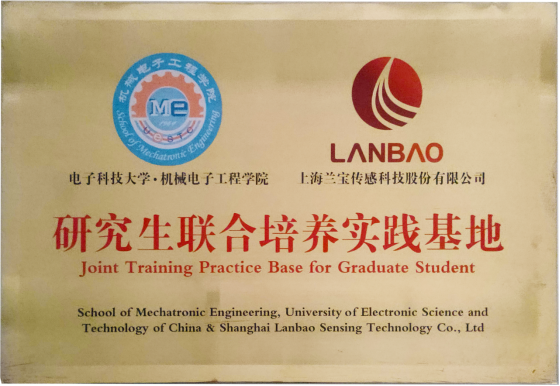 机械电子工程学院
ME
UESTC
School of Mechatronic Engineering
LANBAO
电子科技大学·机械电子工程学院
上海兰宝传感科技股份有限公司
研究生联合培养实践基地
Joint Training Practice Base for Graduate Student
School of Mechatronic Engineering, University of Electronic Science and
Technology of China & Shanghai Lanbao Sensing Technology Co., Ltd